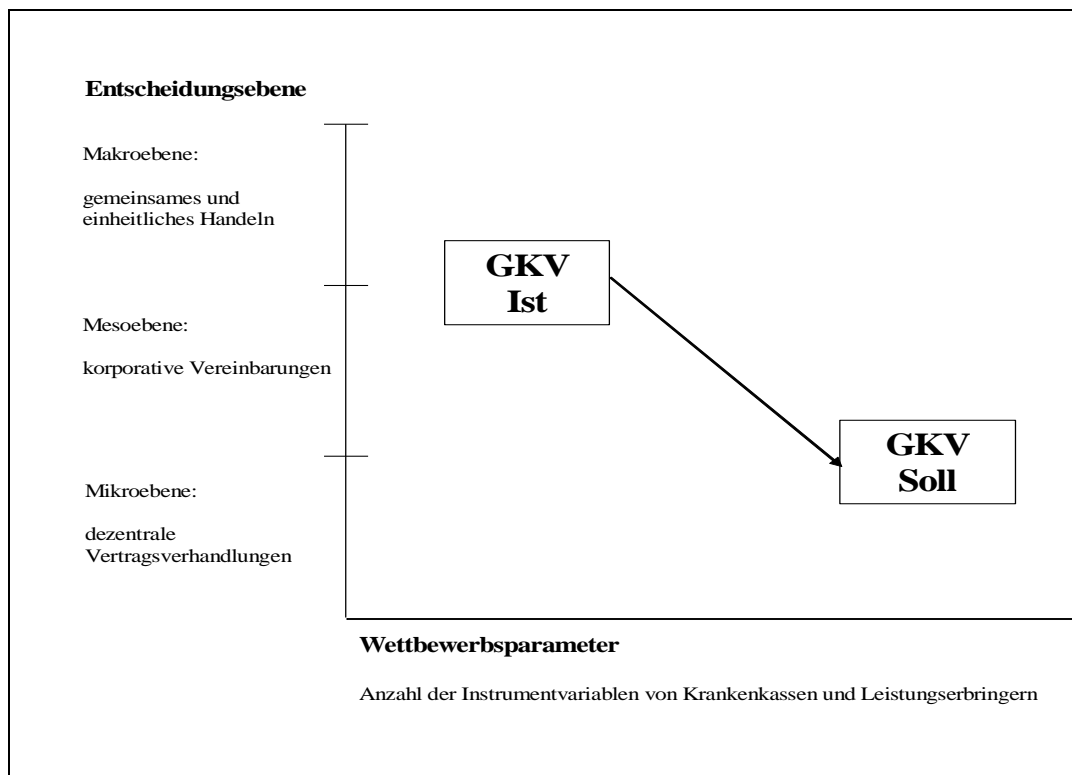 Entscheidungsebene
Makroebene:
gemeinsames und
einheitliches Handeln
GKV
Ist
Mesoebene:
korporative Vereinbarungen
GKV
Soll
Mikroebene:
dezentrale
Vertragsverhandlungen
Wettbewerbsparameter
Anzahl der Instrumentvariablen von Krankenkassen und Leistungserbringern